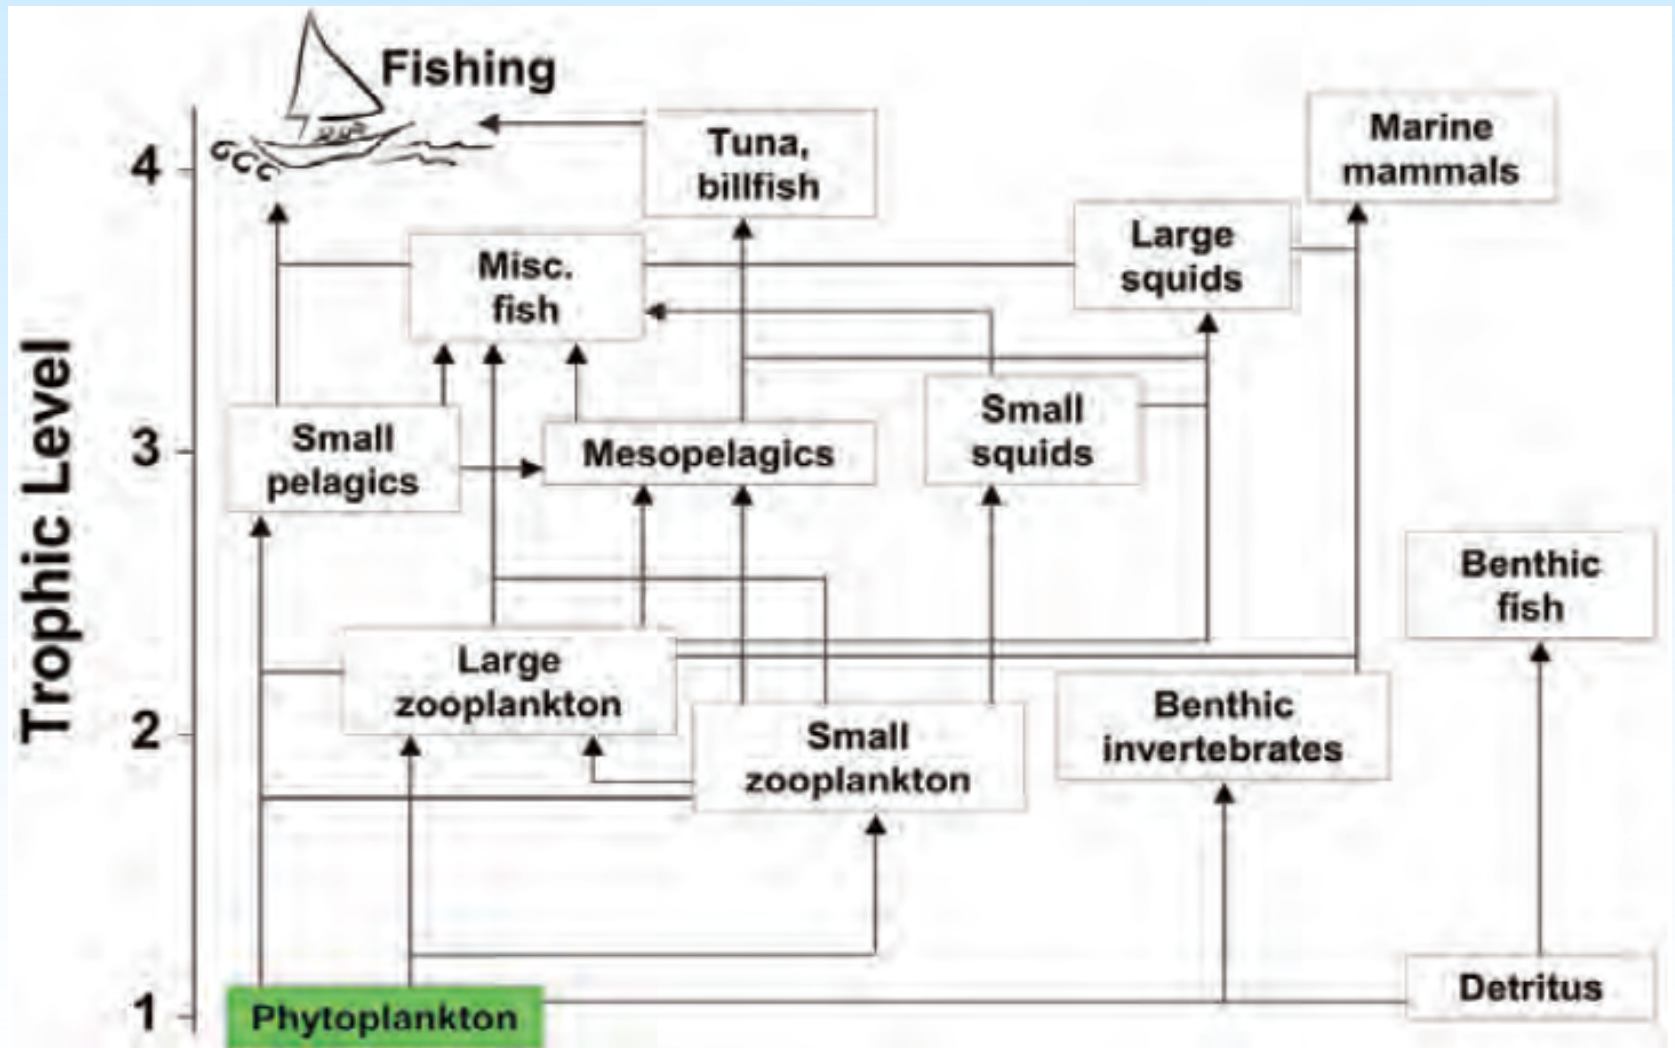 Fishing
Tuna,
billfish
Marine
mammals
4
Large
squids
Misc.
fish
Trophic Level
Small
pelagics
3
Mesopelagics
Small
squids
Benthic
fish
Large
zooplankton
2
Small
zooplankton
Benthic
invertebrates
Detritus
1
Phytoplankton